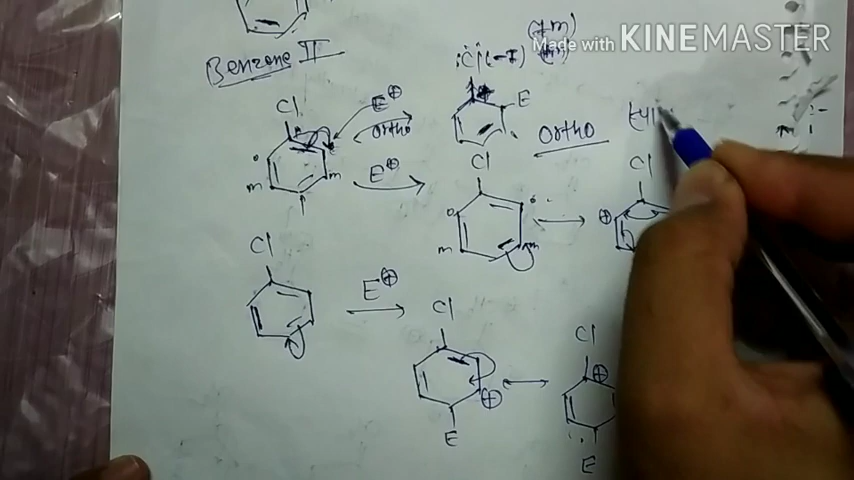 Made with KINEMASTER
Benzene II
:Cl(-I)
Cl
E⊕
E
ortho
ortho
m
m
E⊕
Cl
Cl
m
m
⊕
Cl
E⊕
Cl
Cl
⊕
⊕
E
E